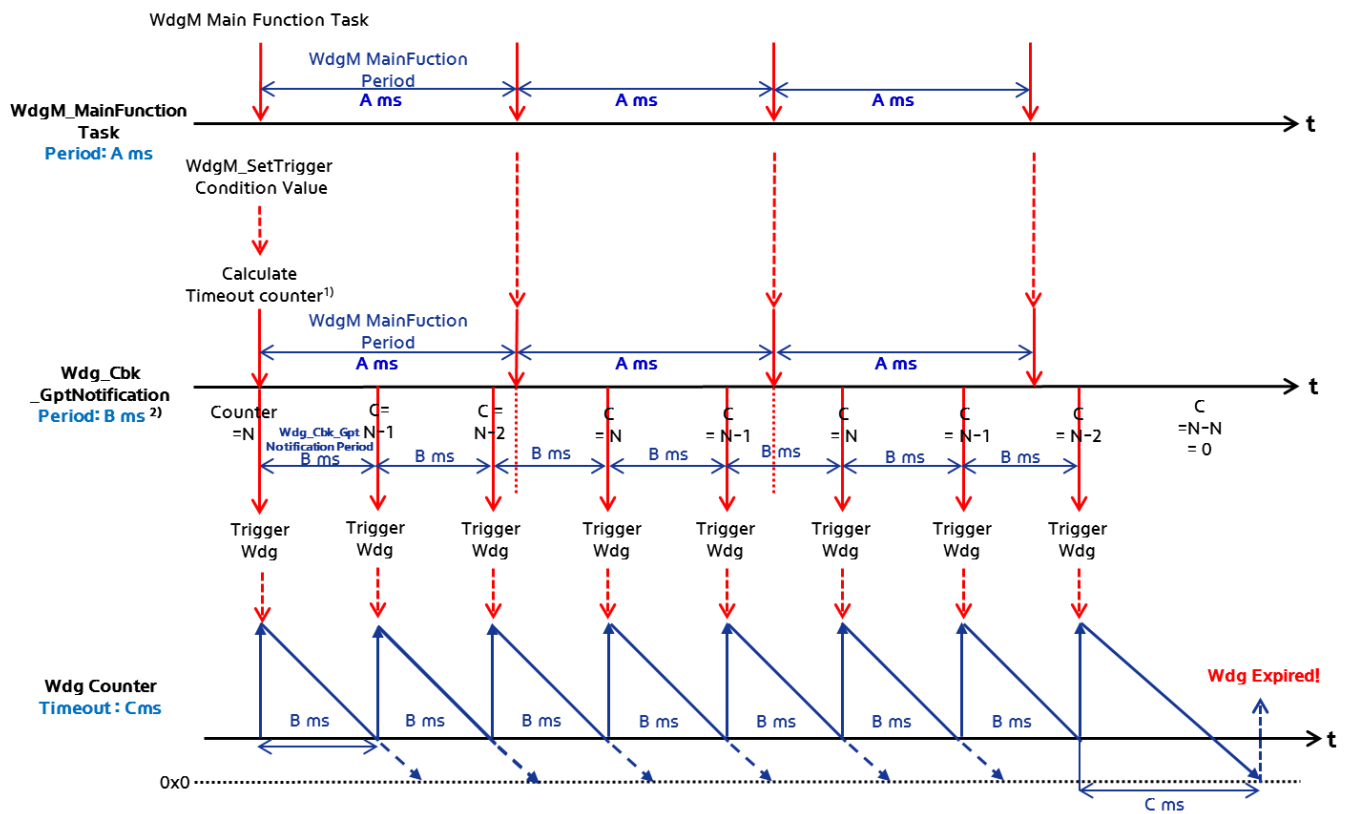 WdgM Main Function Task
WdgM MainFuction
Period
A ms
A ms
A ms
WdgM_MainFunction
Task
Period: A ms
t
WdgM_SetTrigger
Condition Value
Calculate
Timeout counter1)
WdgM MainFuction
Period
A ms
A ms
A ms
Wdg_Cbk
_GptNotification
Period: B ms 2)
t
Counter
=N
C=
N-1
C=
N-2
C
= N
C
= N-1
C
= N
C
= N-1
C
= N-2
C
=N-N
= 0
Wdg_Cbk_Gpt
Notification Period
B ms
B ms
B ms
B ms
B ms
B ms
B ms
Trigger
Wdg
Trigger
Wdg
Trigger
Wdg
Trigger
Wdg
Trigger
Wdg
Trigger
Wdg
Trigger
Wdg
Trigger
Wdg
Wdg Expired!
Wdg Counter
Timeout : Cms
B ms
B ms
B ms
B ms
B ms
B ms
B ms
t
0x0
C ms